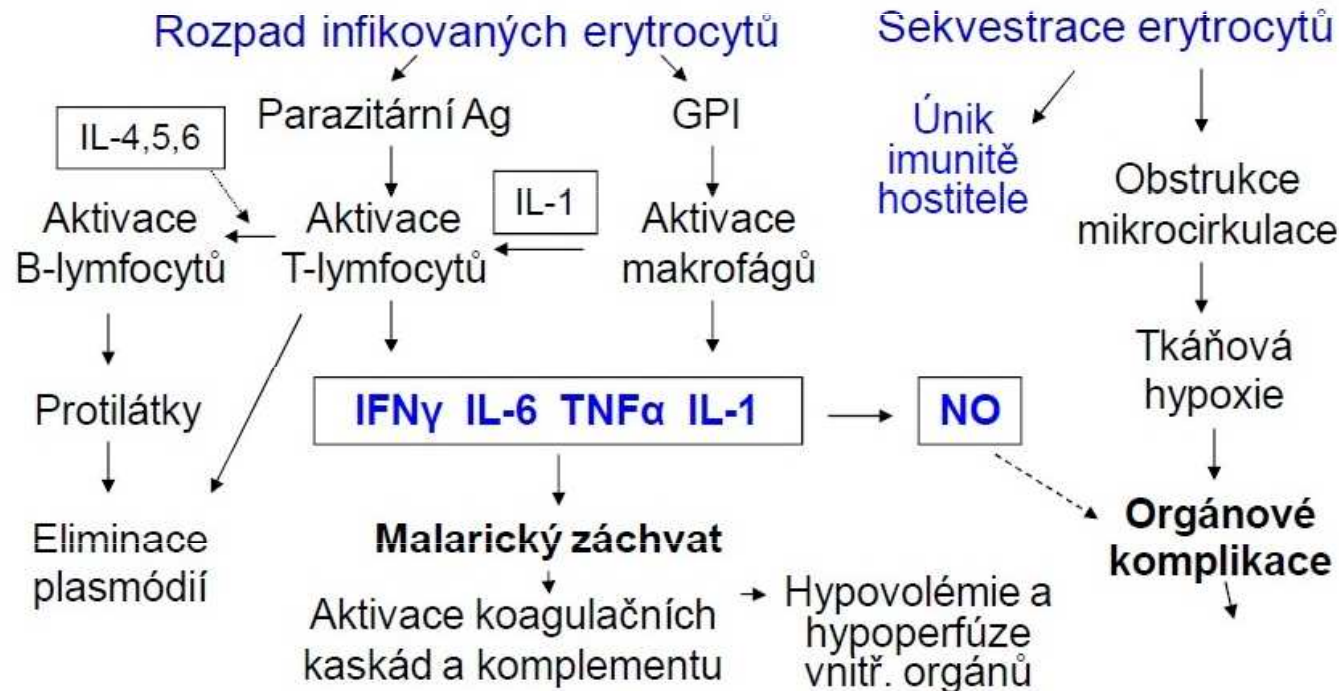 Rozpad infikovaných erytrocytů
Sekvestrace erytrocytů
Parazitární Ag
GPI
IL-4,5,6
Únik
imunitě
hostitele
Obstrukce
mikrocirkulace
IL-1
Aktivace
B-lymfocytů
Aktivace
T-lymfocytů
Aktivace
makrofágů
Tkáňová
hypoxie
Protilátky
IFNγ IL-6 TNFα IL-1
NO
Orgánové
komplikace
Eliminace
plasmódií
Malarický záchvat
Aktivace koagulačních
kaskád a komplementu
Hypovolémie a
hypoperfúze
vnitř. orgánů